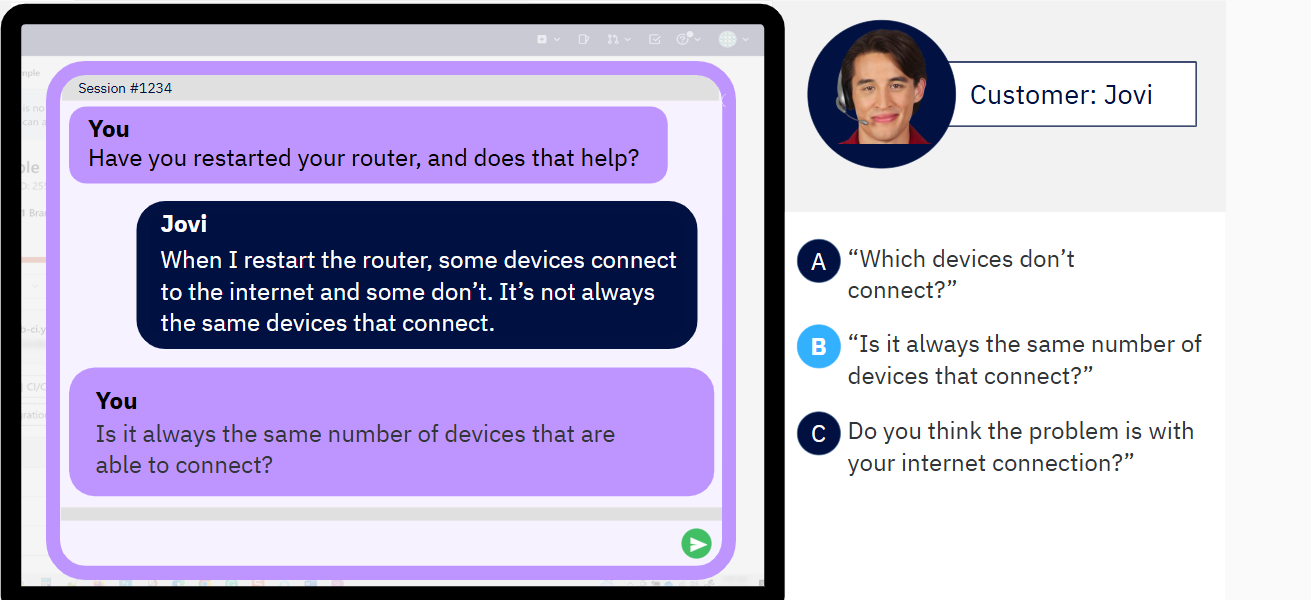 Session #1234
You
Have you restarted your router, and does that help?
Jovi
When I restart the router, some devices connect
to the internet and some don’t. It’s not always
the same devices that connect.
You
Is it always the same number of devices that are
able to connect?
Customer: Jovi
A “Which devices don’t
connect?”
B “Is it always the same number of
devices that connect?”
C Do you think the problem is with
your internet connection?”